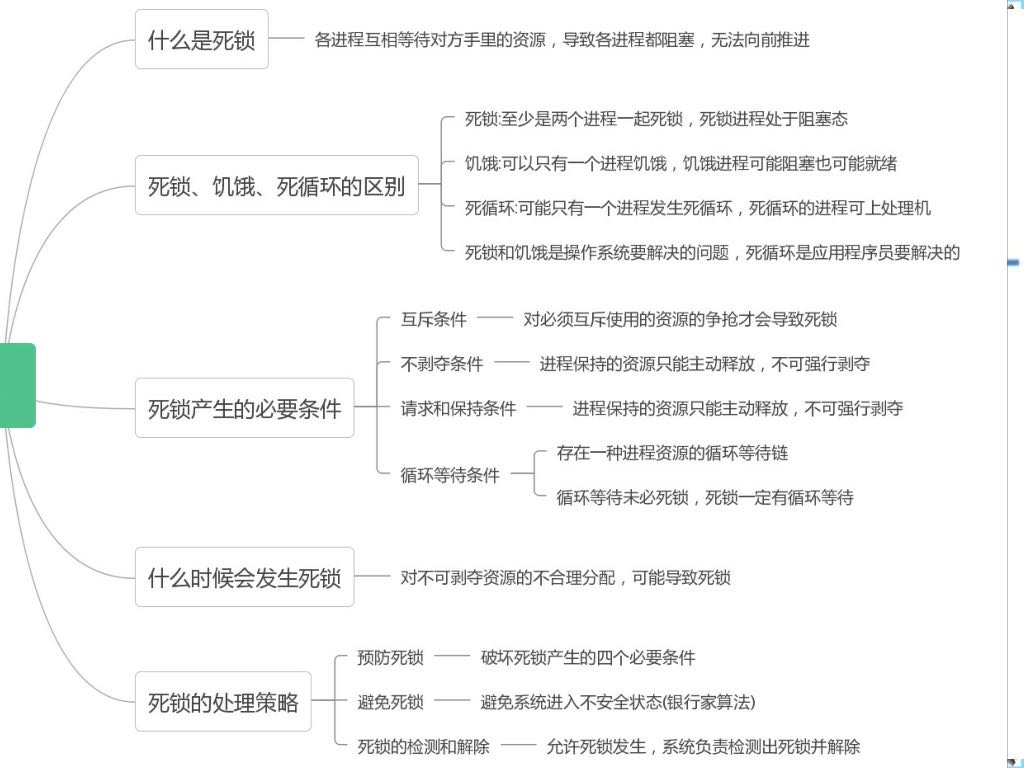 什么是死锁
各进程互相等待对方手里的资源，导致各进程都阻塞，无法向前推进
死锁、饥饿、死循环的区别
死锁:至少是两个进程一起死锁，死锁进程处于阻塞态
饥饿:可以只有一个进程饥饿，饥饿进程可能阻塞也可能就绪
死循环:可能只有一个进程发生死循环，死循环的进程可上处理机
死锁和饥饿是操作系统要解决的问题，死循环是应用程序员要解决的
死锁产生的必要条件
互斥条件
对必须互斥使用的资源的争抢才会导致死锁
不剥夺条件
进程保持的资源只能主动释放，不可强行剥夺
请求和保持条件
进程保持的资源只能主动释放，不可强行剥夺
循环等待条件
存在一种进程资源的循环等待链
循环等待未必死锁，死锁一定有循环等待
什么时候会发生死锁
对不可剥夺资源的不合理分配，可能导致死锁
死锁的处理策略
预防死锁
破坏死锁产生的四个必要条件
避免死锁
避免系统进入不安全状态(银行家算法)
死锁的检测和解除
允许死锁发生，系统负责检测出死锁并解除